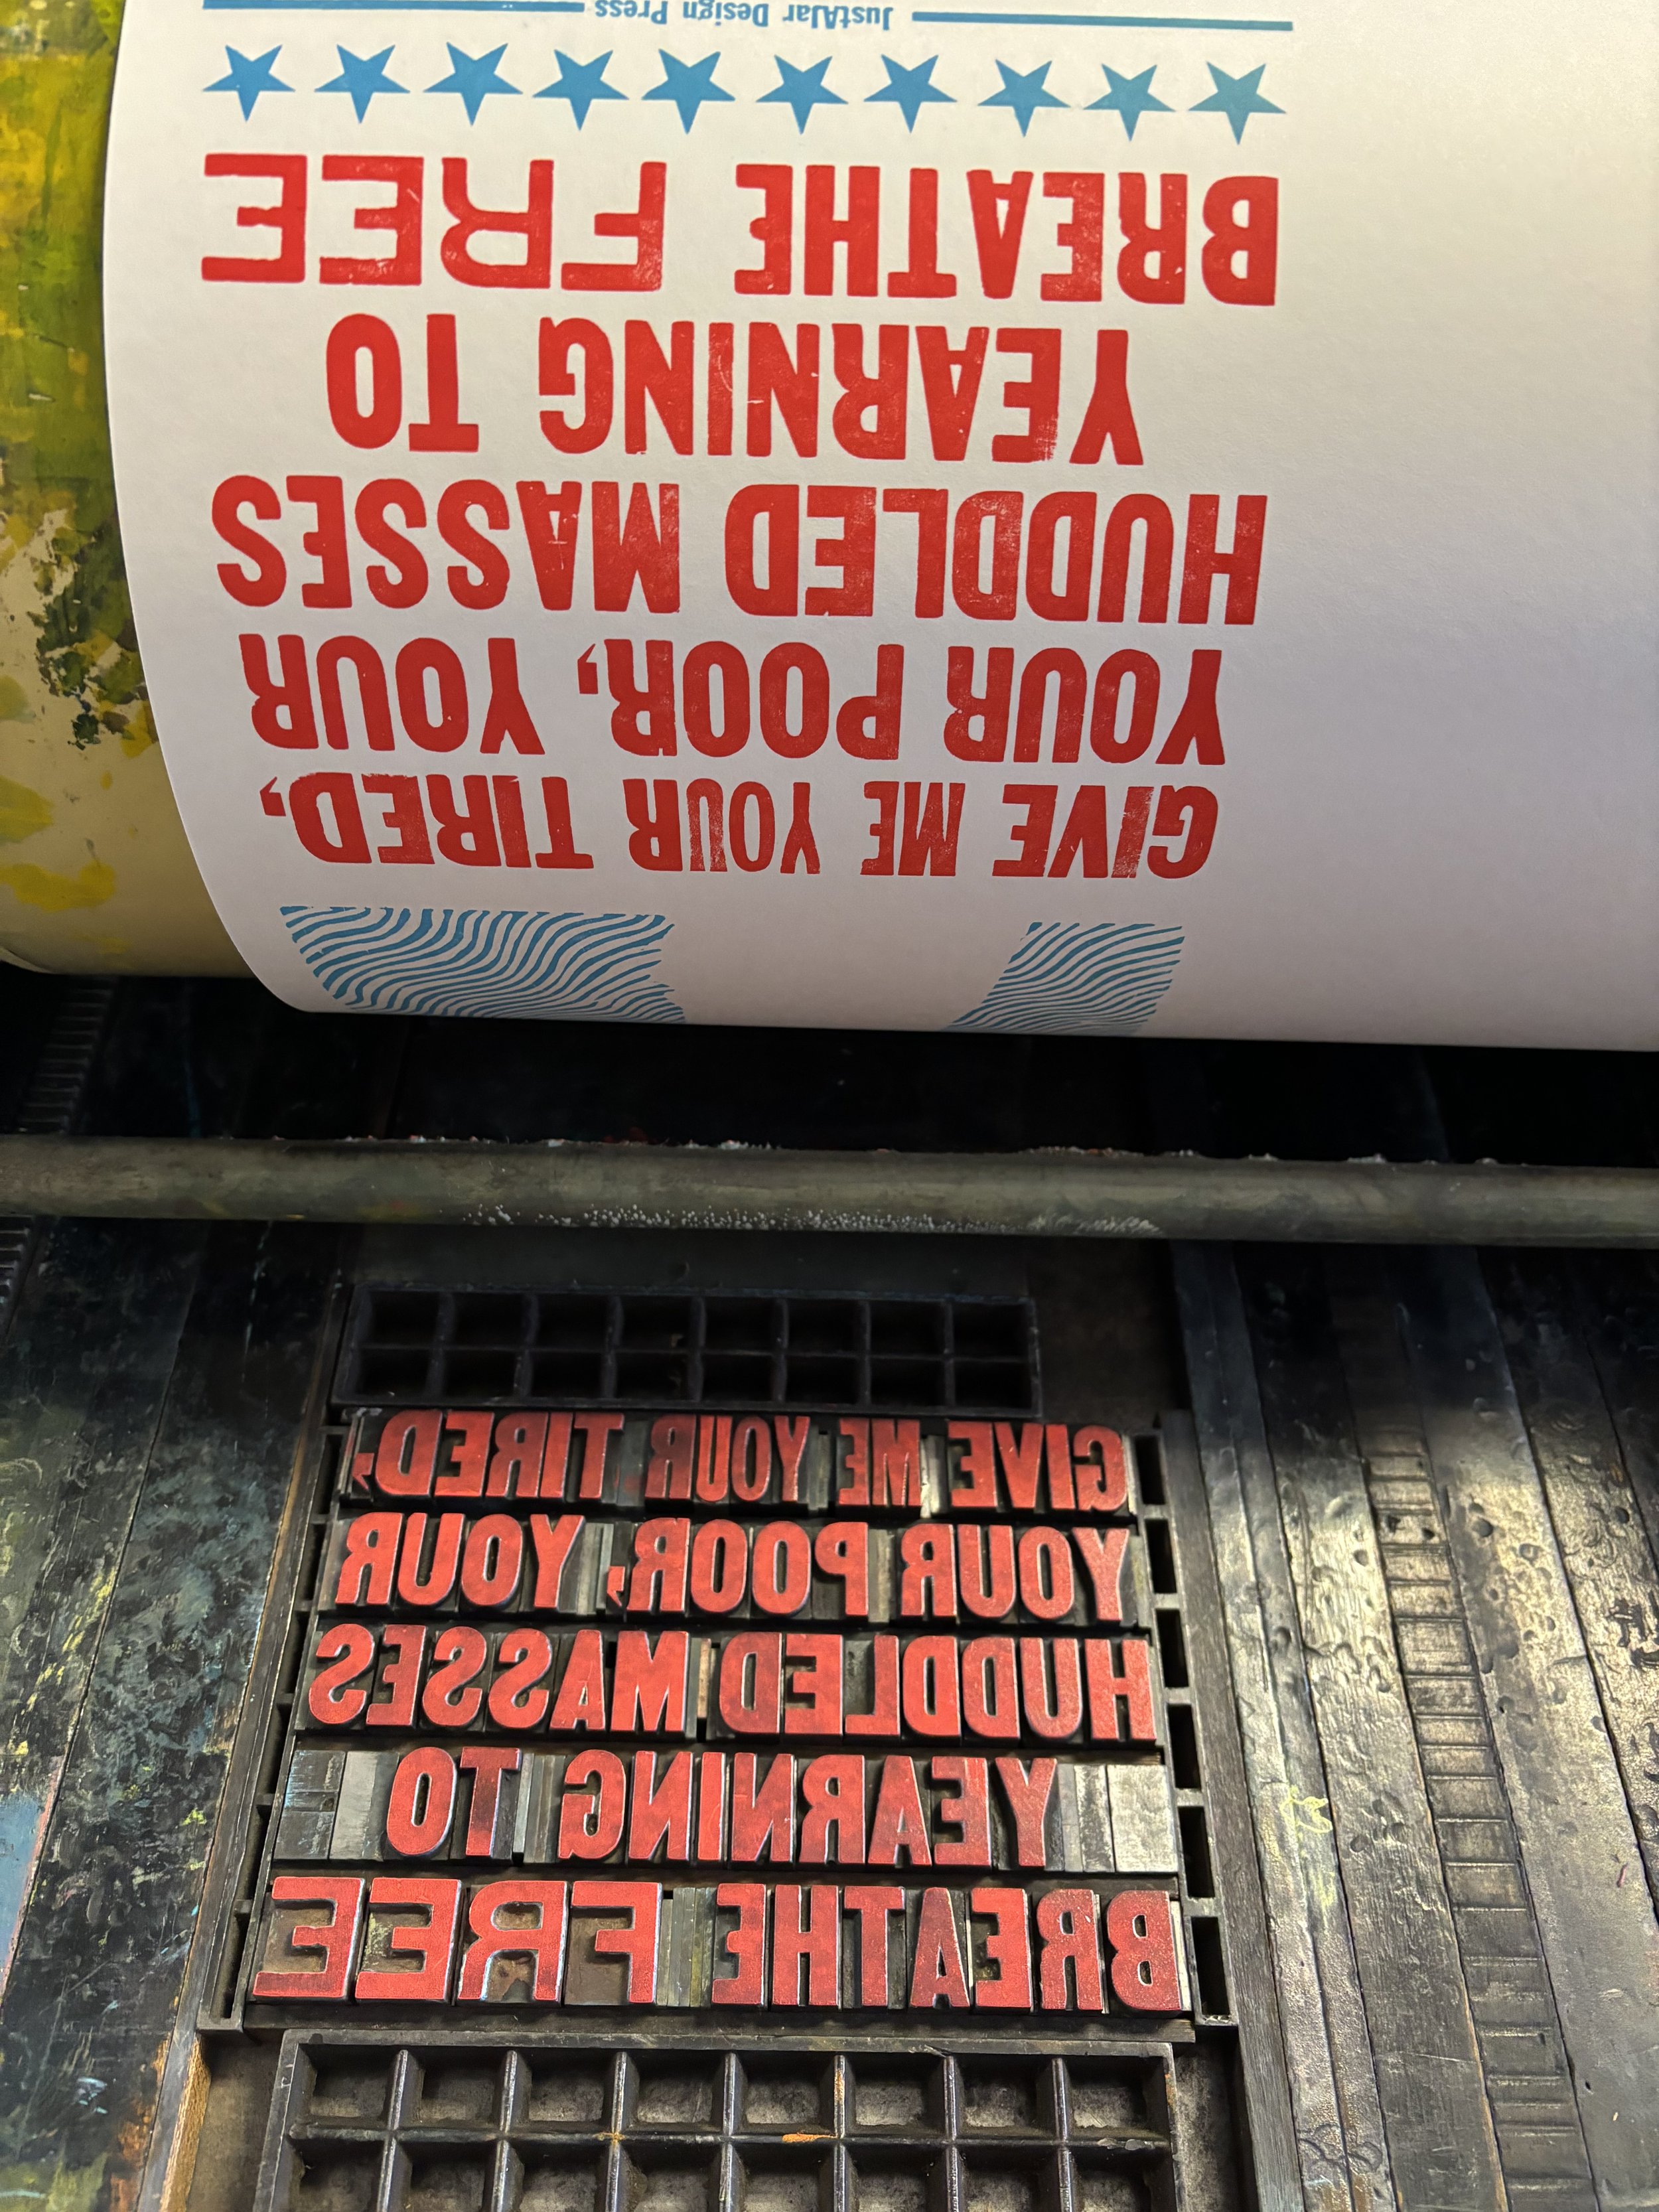 GIVE ME YOUR TIRED,
YOUR POOR, YOUR
HUDDLED MASSES
YEARNING TO
BREATHE FREE
JustAJar Design Press
GIVE ME YOUR TIRED,
YOUR POOR, YOUR
HUDDLED MASSES
YEARNING TO
BREATHE FREE